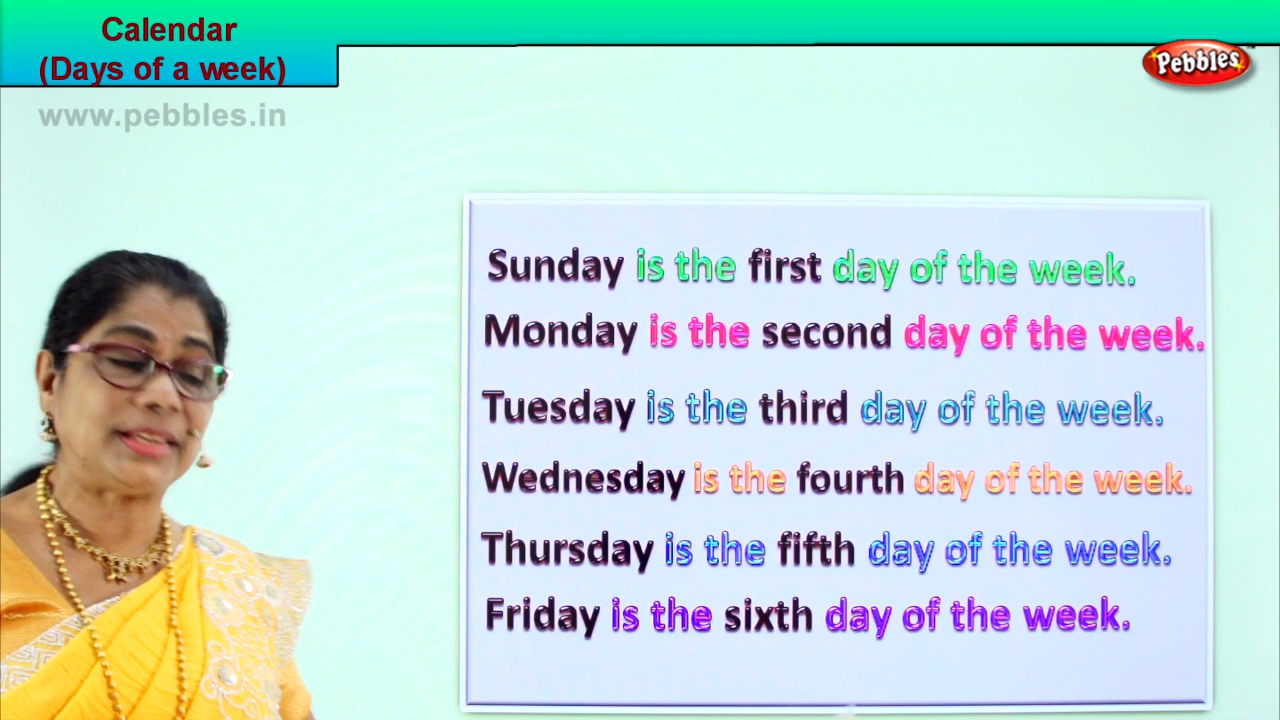 Calendar
(Days of a week)
Pebbles
www.pebbles.in
Sunday is the first day of the week.
Monday is the second day of the week.
Tuesday is the third day of the week.
Wednesday is the fourth day of the week.
Thursday is the fifth day of the week.
Friday is the sixth day of the week.